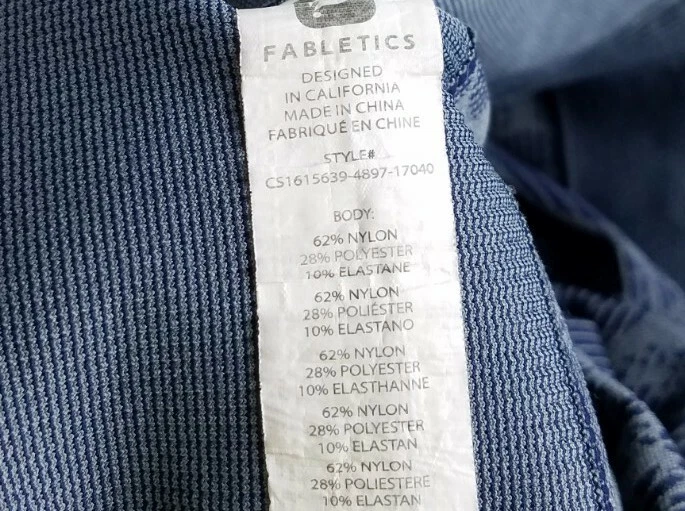 FABLETICS
DESIGNED
IN CALIFORNIA
MADE IN CHINA
FABRIQUÉ EN CHINE
STYLE#
CS1615639-4897-17040
BODY:
62% NYLON
28% POLYESTER
10% ELASTANE
62% NYLON
28% POLIÉSTER
10% ELASTANO
62% NYLON
28% POLYESTER
10% ELASTHANNE
62% NYLON
28% POLYESTER
10% ELASTAN
62% NYLON
28% POLIESTERE
10% ELASTAN